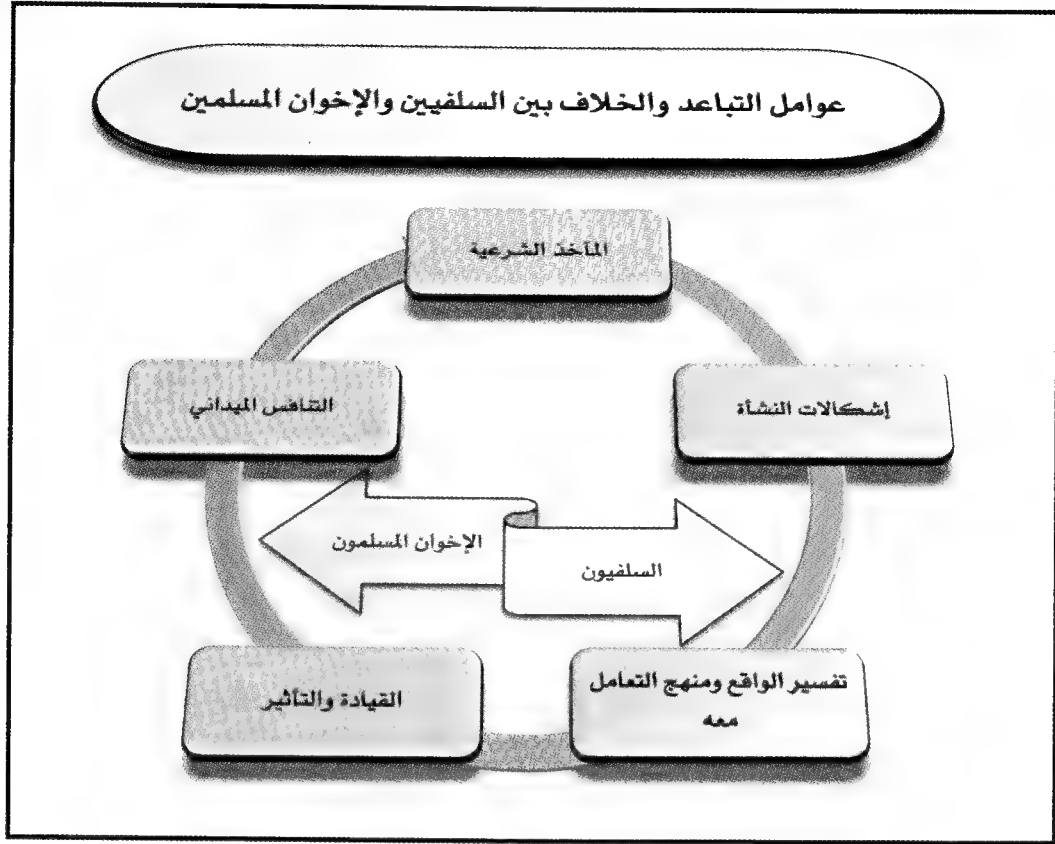 عوامل التباعد والخلاف بين السلفيين والإخوان المسلمين
المآخذ الشرعية
إشكالات النشأة
التنافس الميداني
الإخوان المسلمون
السلفيون
تفسير الواقع ومنهج التعامل
معه
القيادة والتأثير